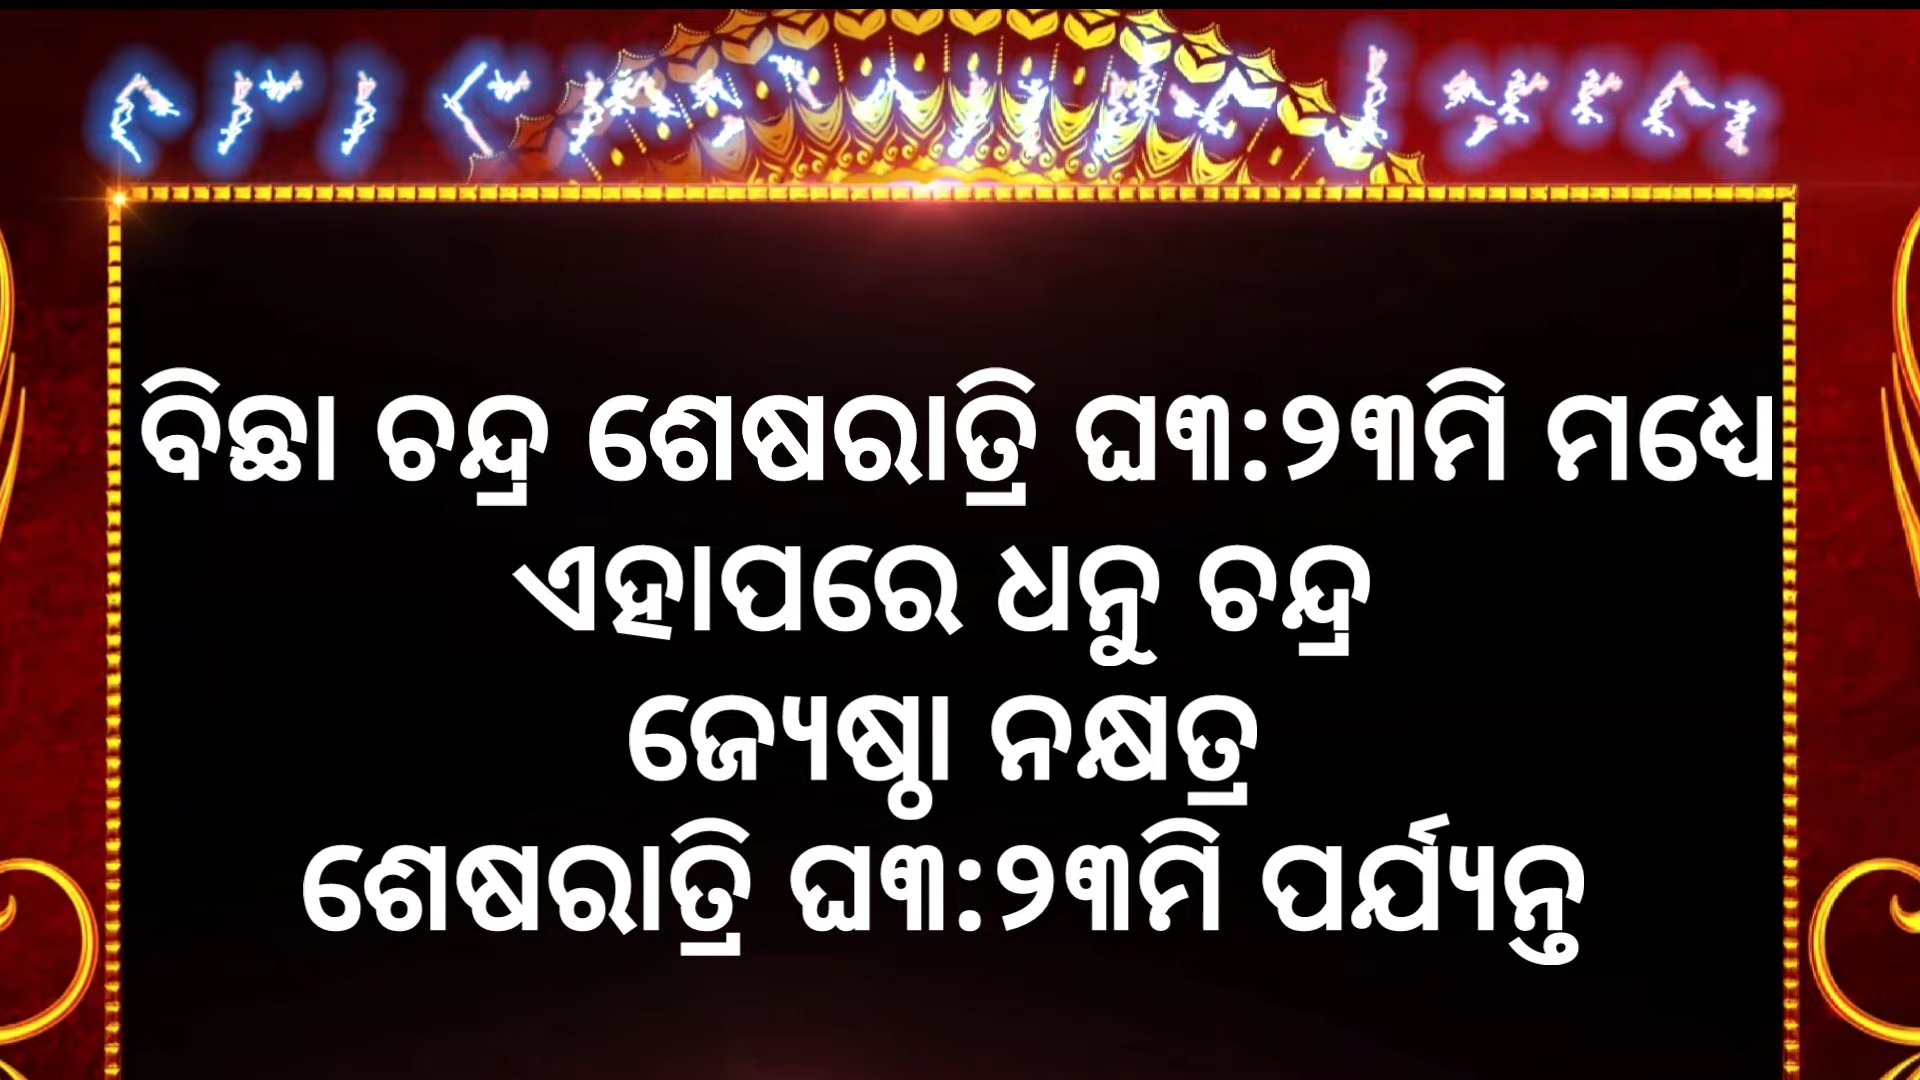 ବିଛା ଚନ୍ଦ୍ର ଶେଷରାତ୍ରି ଘ୩:୨୩ମି ମଧ୍ୟେ
ଏହାପରେ ଧନୁ ଚନ୍ଦ୍ର
ଜ୍ୟେଷ୍ଠା ନକ୍ଷତ୍ର
ଶେଷରାତ୍ରି ଘ୩:୨୩ମି ପର୍ଯ୍ୟନ୍ତ